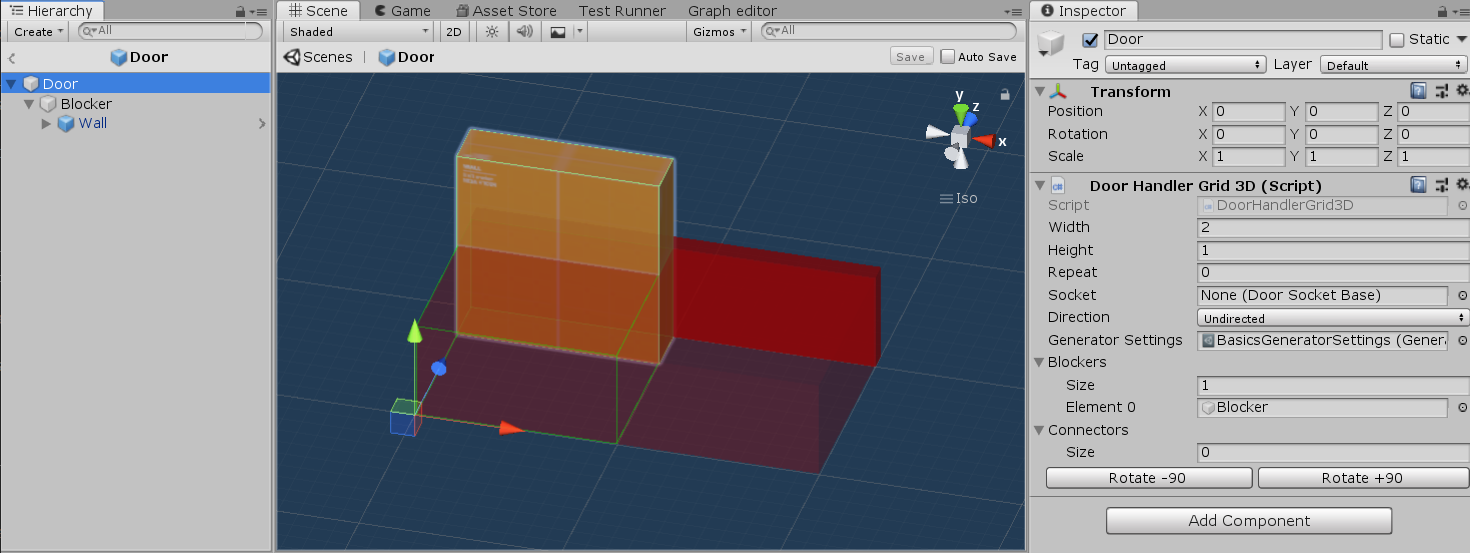 Hierarchy
Create
All
Door
Door
Blocker
Wall
Scene
Game
Asset Store
Test Runner
Graph editor
Shaded
2D
Gizmos
All
Scenes
Door
Save
Auto Save
y
z
x
Iso
Inspector
Door
Static
Tag
Untagged
Layer
Default
Transform
Position X 0 Y 0 Z 0
Rotation X 0 Y 0 Z 0
Scale X 1 Y 1 Z 1
Door Handler Grid 3D (Script)
Script DoorHandlerGrid3D
Width 2
Height 1
Repeat 0
Socket None (Door Socket Base)
Direction Undirected
Generator Settings BasicsGeneratorSettings (Genera
Blockers
Size 1
Element 0 Blocker
Connectors
Size 0
Rotate -90
Rotate +90
Add Component